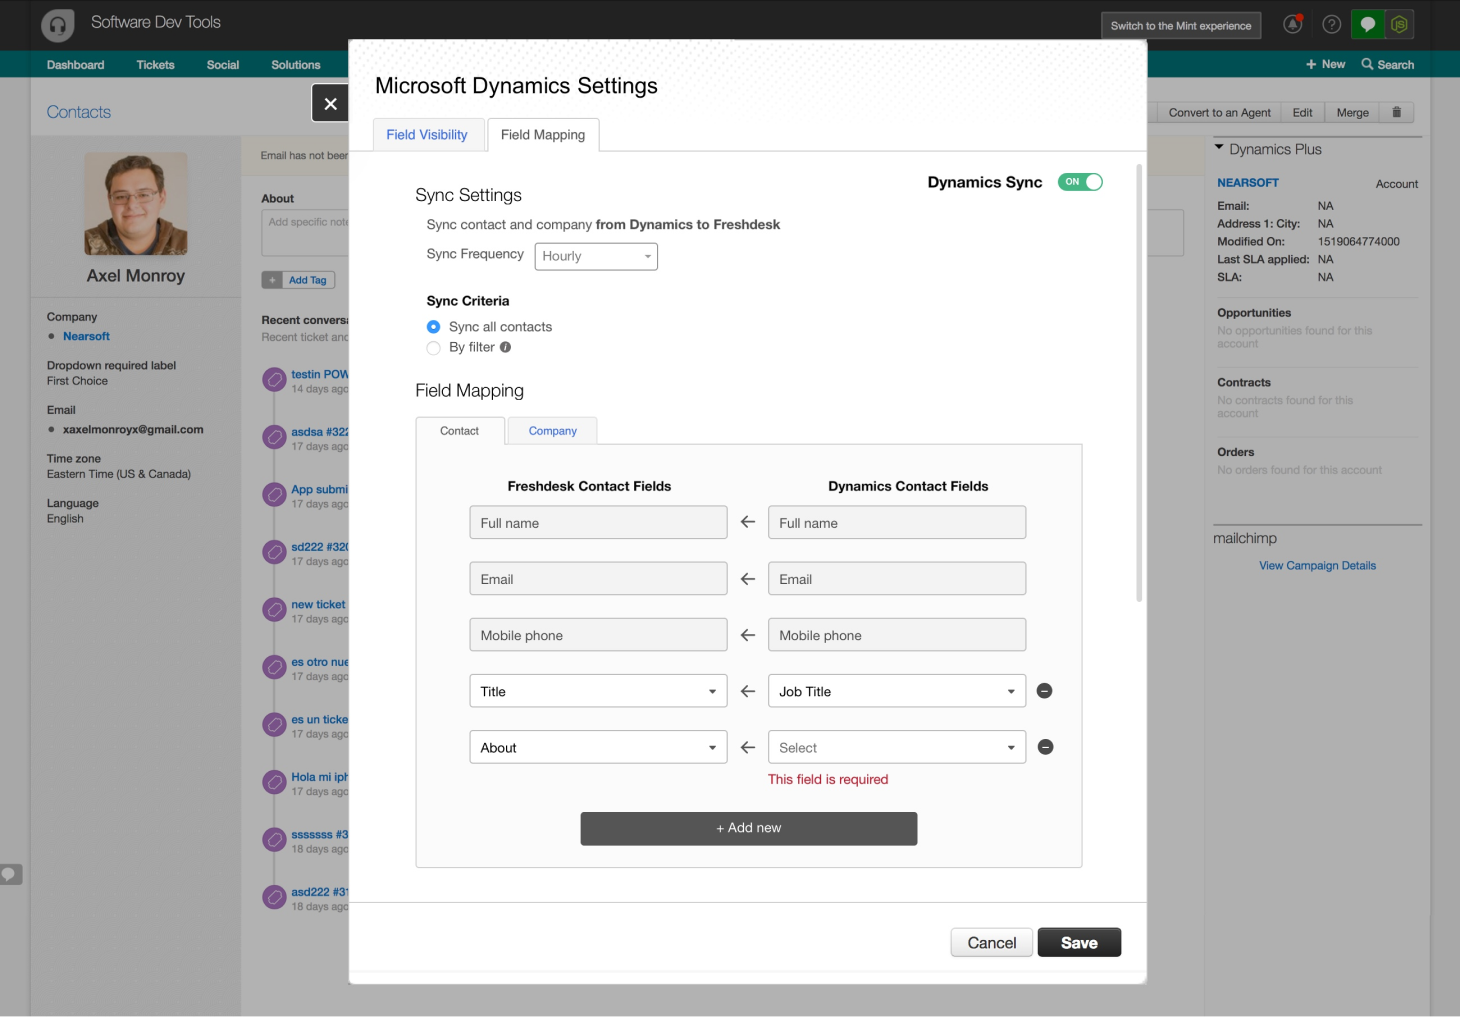 Software Dev Tools
Switch to the Mint experience
Dashboard Tickets Social Solutions
+ New Search
Contacts
Convert to an Agent Edit Merge
Microsoft Dynamics Settings
Field Visibility Field Mapping
Axel Monroy
Company
Nearsoft
Dropdown required label
First Choice
Email
xaxelmonroyx@gmail.com
Time zone
Eastern Time (US & Canada)
Language
English
Email has not beer
About
Add specific note
+ Add Tag
Recent conversa
Recent ticket and
testin POW
14 days ago
asdsa #322
17 days ago
App submi
17 days ago
sd222 #320
17 days ago
new ticket
17 days ago
es otro nue
17 days ago
es un ticke
17 days ago
Hola mi iph
17 days ago
sssssss #3
18 days ago
asd222 #31
18 days ago
Dynamics Sync ON
Sync Settings
Sync contact and company from Dynamics to Freshdesk
Sync Frequency Hourly
Sync Criteria
Sync all contacts
By filter
Field Mapping
Contact Company
Freshdesk Contact Fields Dynamics Contact Fields
Full name ← Full name
Email ← Email
Mobile phone ← Mobile phone
Title ← Job Title
About ← Select
This field is required
+ Add new
Cancel Save
Dynamics Plus
NEARSOFT Account
Email: NA
Address 1: City: NA
Modified On: 1519064774000
Last SLA applied: NA
SLA: NA
Opportunities
No opportunities found for this
account
Contracts
No contracts found for this
account
Orders
No orders found for this account
mailchimp
View Campaign Details